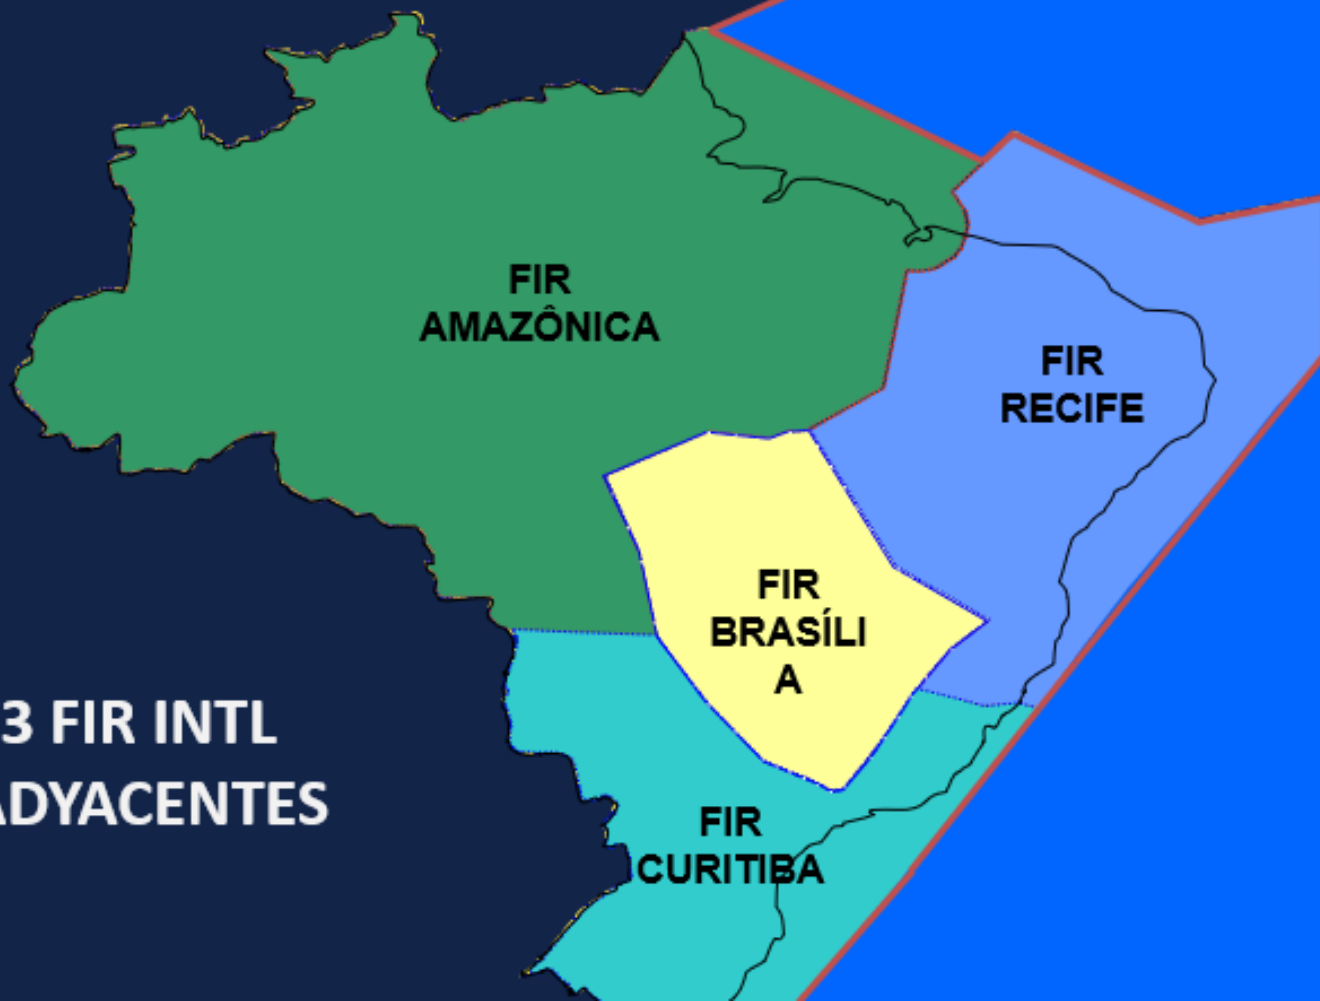 FIR
AMAZÔNICA
FIR
RECIFE
FIR
BRASÍLI
A
3 FIR INTL
ADYACENTES
FIR
CURITIBA